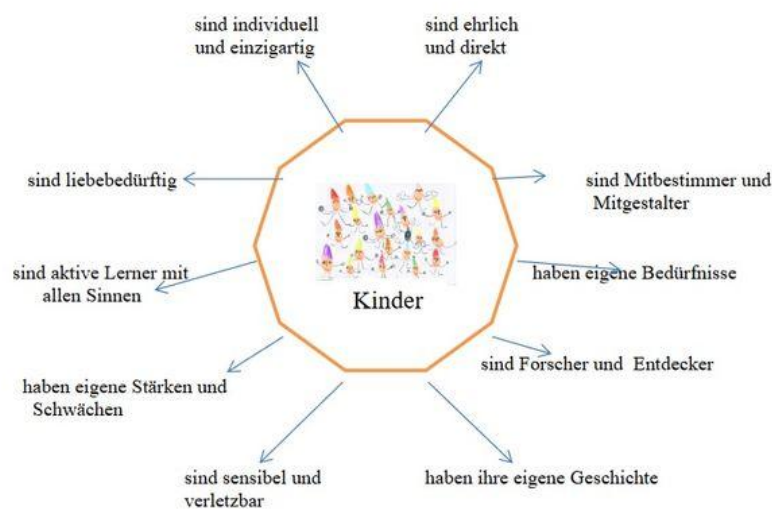 sind individuell
und einzigartig
sind ehrlich
und direkt
sind liebebedürftig
sind Mitbestimmer und
Mitgestalter
sind aktive Lerner mit
allen Sinnen
haben eigene Bedürfnisse
Kinder
sind Forscher und Entdecker
haben eigene Stärken und
Schwächen
sind sensibel und
verletzbar
haben ihre eigene Geschichte